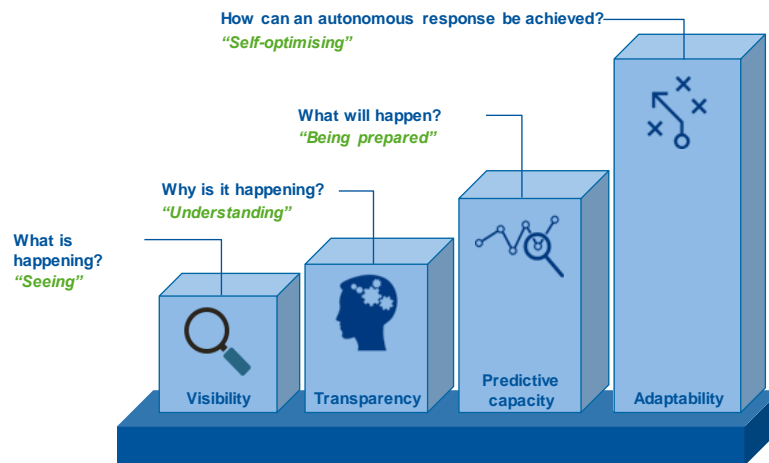 How can an autonomous response be achieved?
“Self-optimising”
What will happen?
“Being prepared”
Why is it happening?
“Understanding”
What is
happening?
“Seeing”
Visibility
Transparency
Predictive
capacity
Adaptability